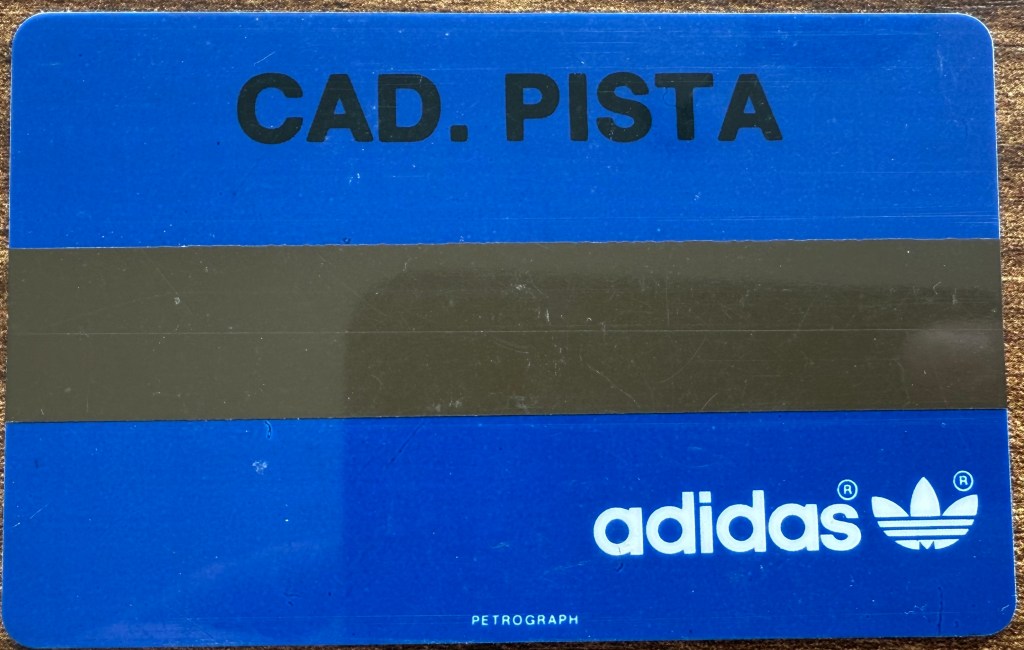 CAD. PISTA
adidas® ®
PETROGRAPH